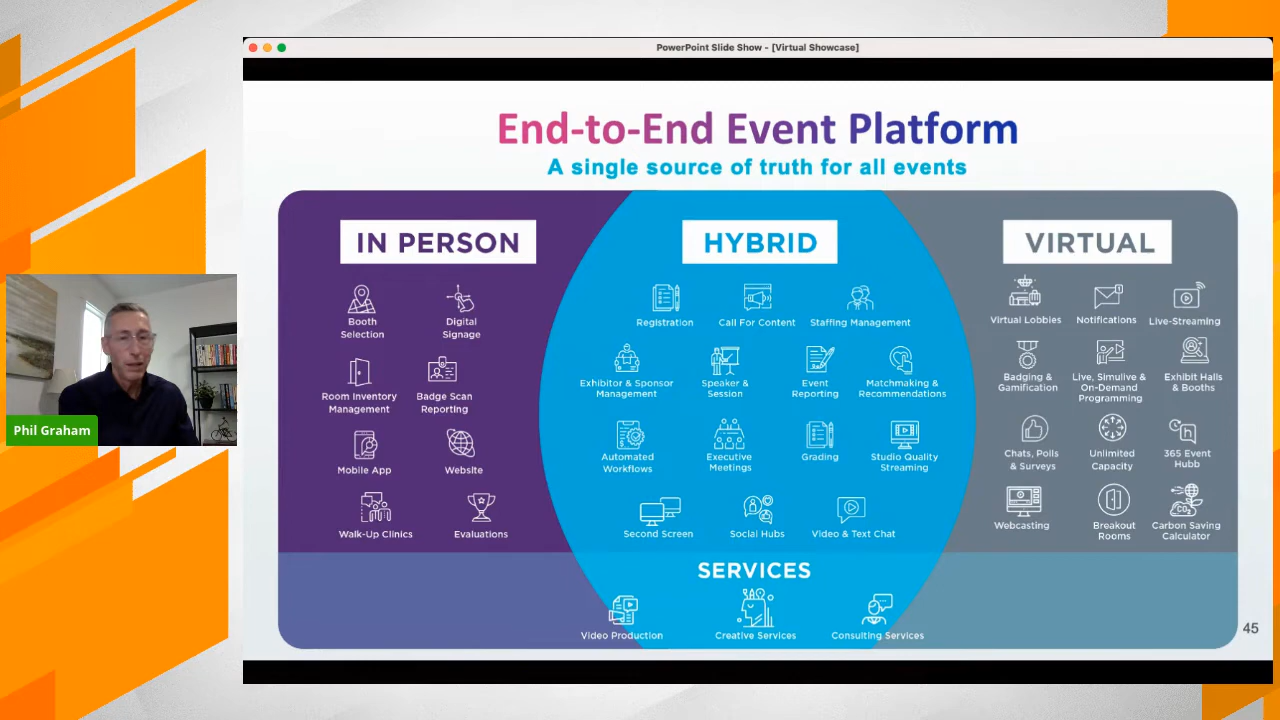 PowerPoint Slide Show - [Virtual Showcase]
End-to-End Event Platform
A single source of truth for all events
IN PERSON
Booth
Selection
Digital
Signage
Room Inventory
Management
Badge Scan
Reporting
Mobile App
Website
Walk-Up Clinics
Evaluations
HYBRID
Registration
Call For Content
Staffing Management
Exhibitor & Sponsor
Management
Speaker &
Session
Event
Reporting
Matchmaking &
Recommendations
Automated
Workflows
Executive
Meetings
Grading
Studio Quality
Streaming
Second Screen
Social Hubs
Video & Text Chat
VIRTUAL
Virtual Lobbies
Notifications
Live-Streaming
Badging &
Gamification
Live, Simulive &
On-Demand
Programming
Exhibit Halls
& Booths
Chats, Polls
& Surveys
Unlimited
Capacity
h
365 Event
Hubb
Webcasting
Breakout
Rooms
CO2
Carbon Saving
Calculator
SERVICES
Video Production
Creative Services
Consulting Services
45
Phil Graham